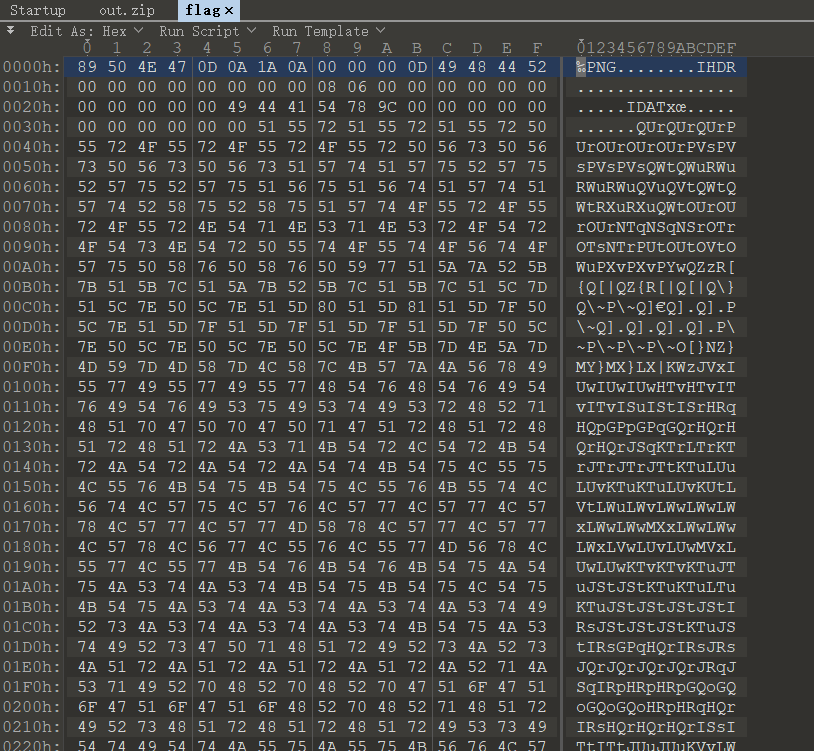 Startup out.zip flag ×
Edit As: Hex Run Script Run Template
0 1 2 3 4 5 6 7 8 9 A B C D E F 0123456789ABCDEF
0000h: 89 50 4E 47 0D 0A 1A 0A 00 00 00 0D 49 48 44 52 ‰PNG........IHDR
0010h: 00 00 00 00 00 00 00 00 08 06 00 00 00 00 00 00 ................
0020h: 00 00 00 00 00 49 44 41 54 78 9C 00 00 00 00 00 .....IDATxœ.....
0030h: 00 00 00 00 00 00 51 55 72 51 55 72 51 55 72 50 ......QUrQUrQUrP
0040h: 55 72 4F 55 72 4F 55 72 4F 55 72 50 56 73 50 56 UrOUrOUrOUrPVsPV
0050h: 73 50 56 73 50 56 73 51 57 74 51 57 75 52 57 75 sPVsPVsQWtQWuRWu
0060h: 52 57 75 52 57 75 51 56 75 51 56 74 51 57 74 51 RWuRWuQVuQVtQWtQ
0070h: 57 74 52 58 75 52 58 75 51 57 74 4F 55 72 4F 55 WtRXuRXuQWtOUrOU
0080h: 72 4F 55 72 4E 54 71 4E 53 71 4E 53 72 4F 54 72 rOUrNTqNSqNSrOTr
0090h: 4F 54 73 4E 54 72 50 55 74 4F 55 74 4F 56 74 4F OTsNTrPUtOUtOVtO
00A0h: 57 75 50 58 76 50 58 76 50 59 77 51 5A 7A 52 5B WuPXvPXvPYwQZzR[
00B0h: 7B 51 5B 7C 51 5A 7B 52 5B 7C 51 5B 7C 51 5C 7D {Q[|QZ{R[|Q[|Q\}
00C0h: 51 5C 7E 50 5C 7E 51 5D 80 51 5D 81 51 5D 7F 50 Q\~P\~Q]€Q].Q].P
00D0h: 5C 7E 51 5D 7F 51 5D 7F 51 5D 7F 51 5D 7F 50 5C \~Q].Q].Q].Q].P\
00E0h: 7E 50 5C 7E 50 5C 7E 50 5C 7E 4F 5B 7D 4E 5A 7D ~P\~P\~P\~O[}NZ}
00F0h: 4D 59 7D 4D 58 7D 4C 58 7C 4B 57 7A 4A 56 78 49 MY}MX}LX|KWzJVxI
0100h: 55 77 49 55 77 49 55 77 48 54 76 48 54 76 49 54 UwIUwIUwHTvHTvIT
0110h: 76 49 54 76 49 53 75 49 53 74 49 53 72 48 52 71 vITvISuIStISrHRq
0120h: 48 51 70 47 50 70 47 50 71 47 51 72 48 51 72 48 HQpGPpGPqGQrHQrH
0130h: 51 72 48 51 72 4A 53 71 4B 54 72 4C 54 72 4B 54 QrHQrJSqKTrLTrKT
0140h: 72 4A 54 72 4A 54 72 4A 54 74 4B 54 75 4C 55 75 rJTrJTrJTtKTuLUu
0150h: 4C 55 76 4B 54 75 4B 54 75 4C 55 76 4B 55 74 4C LUvKTuKTuLUvKUtL
0160h: 56 74 4C 57 75 4C 57 76 4C 57 77 4C 57 77 4C 57 VtLWuLWvLWwLWwLW
0170h: 78 4C 57 77 4C 57 77 4D 58 78 4C 57 77 4C 57 77 xLWwLWwMXxLWwLWw
0180h: 4C 57 78 4C 56 77 4C 55 76 4C 55 77 4D 56 78 4C LWxLVwLUvLUwMVxL
0190h: 55 77 4C 55 77 4B 54 76 4B 54 76 4B 54 75 4A 54 UwLUwKTvKTvKTuJT
01A0h: 75 4A 53 74 4A 53 74 4B 54 75 4B 54 75 4C 54 75 uJStJStKTuKTuLTu
01B0h: 4B 54 75 4A 53 74 4A 53 74 4A 53 74 4A 53 74 49 KTuJStJStJStJStI
01C0h: 52 73 4A 53 74 4A 53 74 4A 53 74 4B 54 75 4A 53 RsJStJStJStKTuJS
01D0h: 74 49 52 73 47 50 71 48 51 72 49 52 73 4A 52 73 tIRsGPqHQrIRsJRs
01E0h: 4A 51 72 4A 51 72 4A 51 72 4A 51 72 4A 52 71 4A JQrJQrJQrJQrJRqJ
01F0h: 53 71 49 52 70 48 52 70 48 52 70 47 51 6F 47 51 SqIRpHRpHRpGQoGQ
0200h: 6F 47 51 6F 47 51 6F 48 52 70 48 52 71 48 51 72 oGQoGQoHRpHRqHQr
0210h: 49 52 73 48 51 72 48 51 72 48 51 72 49 53 73 49 IRsHQrHQrHQrISsI
0220h: 54 74 49 54 74 4A 55 75 4A 55 75 4B 56 76 4C 57 TtITtJUuJUuKVvLW